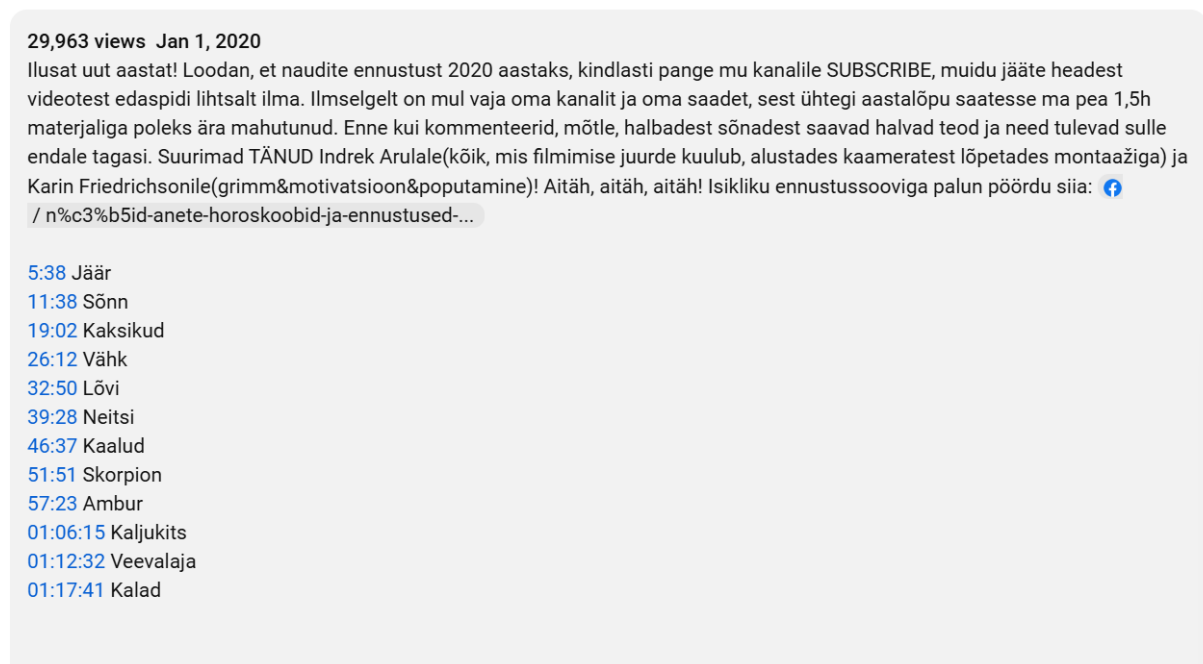 29,963 views  Jan 1, 2020
Ilusat uut aastat! Loodan, et naudite ennustust 2020 aastaks, kindlasti pange mu kanalile SUBSCRIBE, muidu jääte headest
videotest edaspidi lihtsalt ilma. Ilmselgelt on mul vaja oma kanalit ja oma saadet, sest ühtegi aastalõpu saatesse ma pea 1,5h
materjaliga poleks ära mahutunud. Enne kui kommenteerid, mõtle, halbadest sõnadest saavad halvad teod ja need tulevad sulle
endale tagasi. Suurimad TÄNUD Indrek Arulale(kõik, mis filmimise juurde kuulub, alustades kaameratest lõpetades montaažiga) ja
Karin Friedrichsonile(grimm&motivatsioon&poputamine)! Aitäh, aitäh, aitäh! Isikliku ennustussooviga palun pöördu siia:
/ n%c3%b5id-anete-horoskoobid-ja-ennustused-...
5:38 Jäär
11:38 Sõnn
19:02 Kaksikud
26:12 Vähk
32:50 Lõvi
39:28 Neitsi
46:37 Kaalud
51:51 Skorpion
57:23 Ambur
01:06:15 Kaljukits
01:12:32 Veevalaja
01:17:41 Kalad